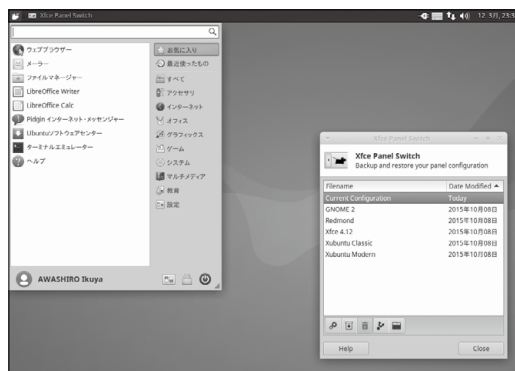 Xfce Panel Switch
12 3月, 23:3
ウェブブラウザー
メーラー
ファイルマネージャー
LibreOffice Writer
LibreOffice Calc
Pidgin インターネット・メッセンジャー
Ubuntuソフトウェアセンター
ターミナルエミュレーター
ヘルプ
お気に入り
最近使ったもの
すべて
アクセサリ
インターネット
オフィス
グラフィックス
ゲーム
システム
マルチメディア
教育
設定
AWASHIRO Ikuya
Xfce Panel Switch
Xfce Panel Switch
Backup and restore your panel configuration
Filename Date Modified
Current Configuration Today
GNOME 2 2015年10月08日
Redmond 2015年10月08日
Xfce 4.12 2015年10月08日
Xubuntu Classic 2015年10月08日
Xubuntu Modern 2015年10月08日
Help Close